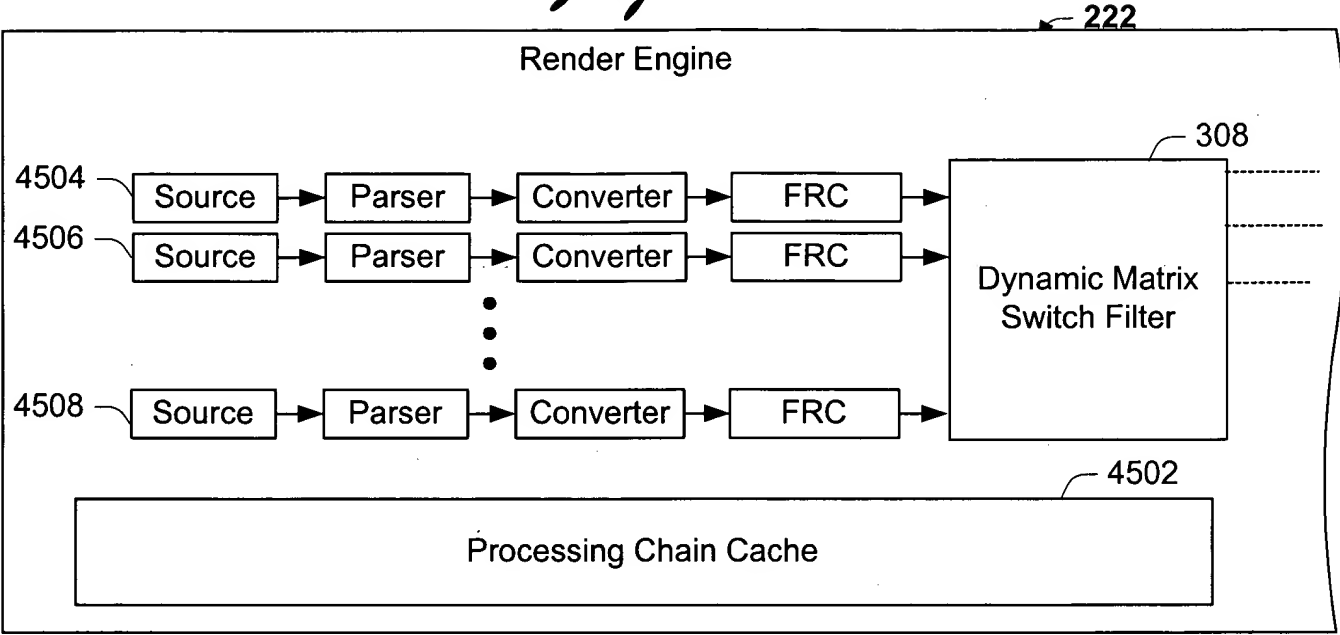 222
Render Engine
308
4504 Source Parser Converter FRC
4506 Source Parser Converter FRC
Dynamic Matrix
Switch Filter
4508 Source Parser Converter FRC
4502
Processing Chain Cache